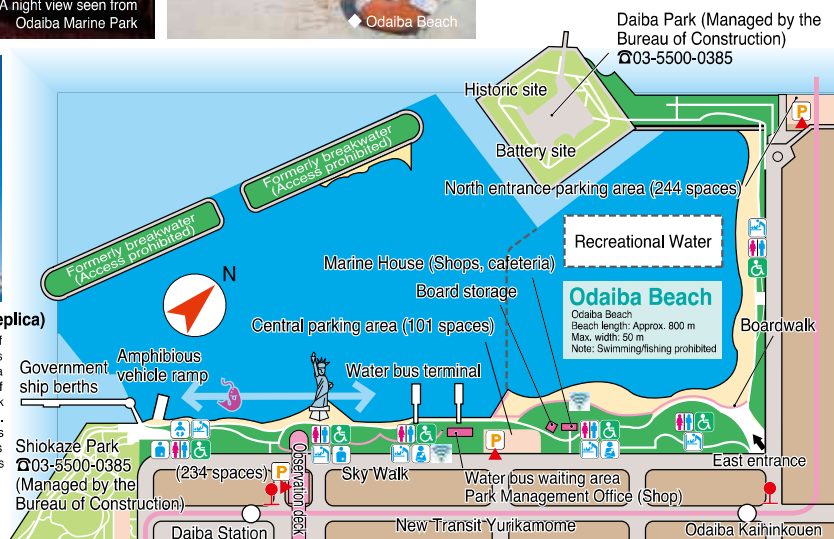 A night view seen from
Odaiba Marine Park
◆ Odaiba Beach
Daiba Park (Managed by the
Bureau of Construction)
☎03-5500-0385
Historic site
Battery site
P
Formerly breakwater
(Access prohibited)
Formerly breakwater
(Access prohibited)
North entrance parking area (244 spaces)
Recreational Water
N
Marine House (Shops, cafeteria)
Board storage
Odaiba Beach
Odaiba Beach
Beach length: Approx. 800 m
Max. width: 50 m
Note: Swimming/fishing prohibited
Central parking area (101 spaces)
Boardwalk
eplica)
Government
ship berths
Amphibious
vehicle ramp
Water bus terminal
Shiokaze Park
☎03-5500-0385
(Managed by the
Bureau of Construction)
(234 spaces)
P
Observation deck
Sky Walk
P
Water bus waiting area
Park Management Office (Shop)
East entrance
Daiba Station
New Transit Yurikamome
Odaiba Kaihinkouen